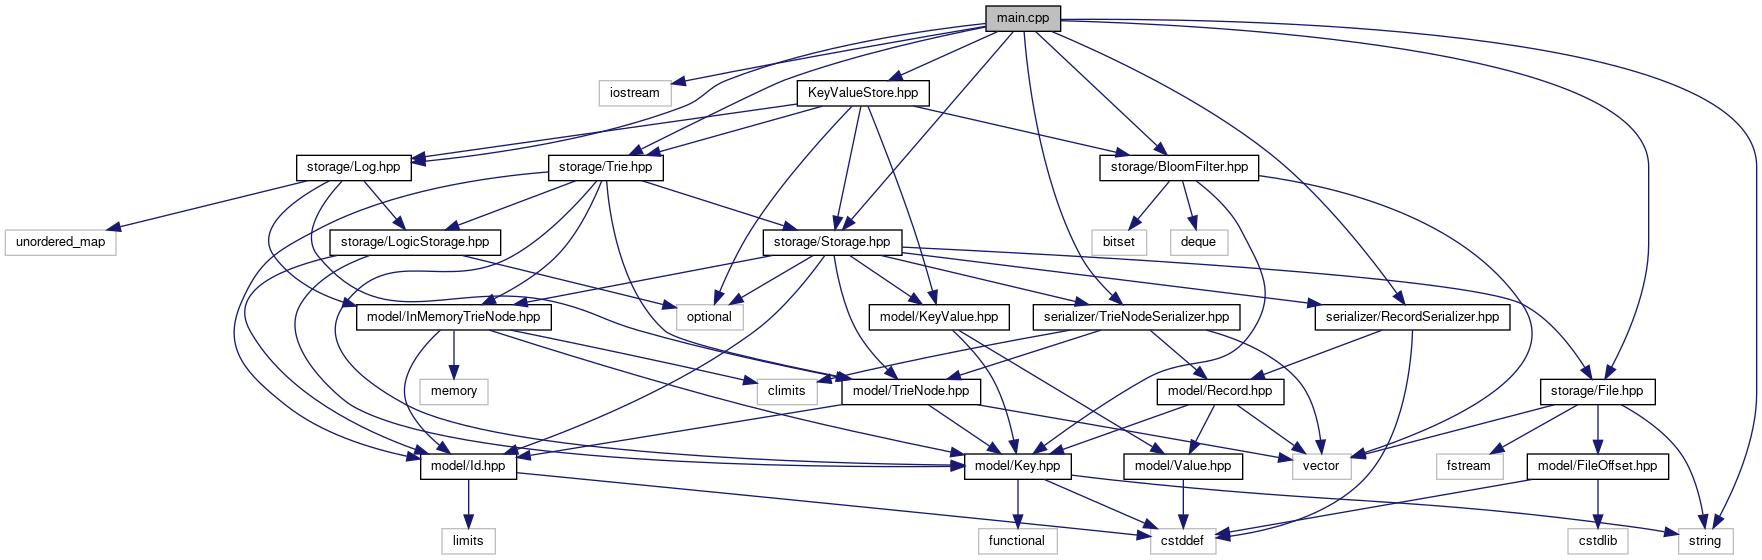 main.cpp
iostream
KeyValueStore.hpp
storage/Log.hpp
storage/Trie.hpp
storage/BloomFilter.hpp
unordered_map
storage/LogicStorage.hpp
storage/Storage.hpp
bitset
deque
model/InMemoryTrieNode.hpp
optional
model/KeyValue.hpp
serializer/TrieNodeSerializer.hpp
serializer/RecordSerializer.hpp
memory
climits
model/TrieNode.hpp
model/Record.hpp
storage/File.hpp
model/Id.hpp
model/Key.hpp
model/Value.hpp
vector
fstream
model/FileOffset.hpp
limits
functional
cstddef
cstdlib
string